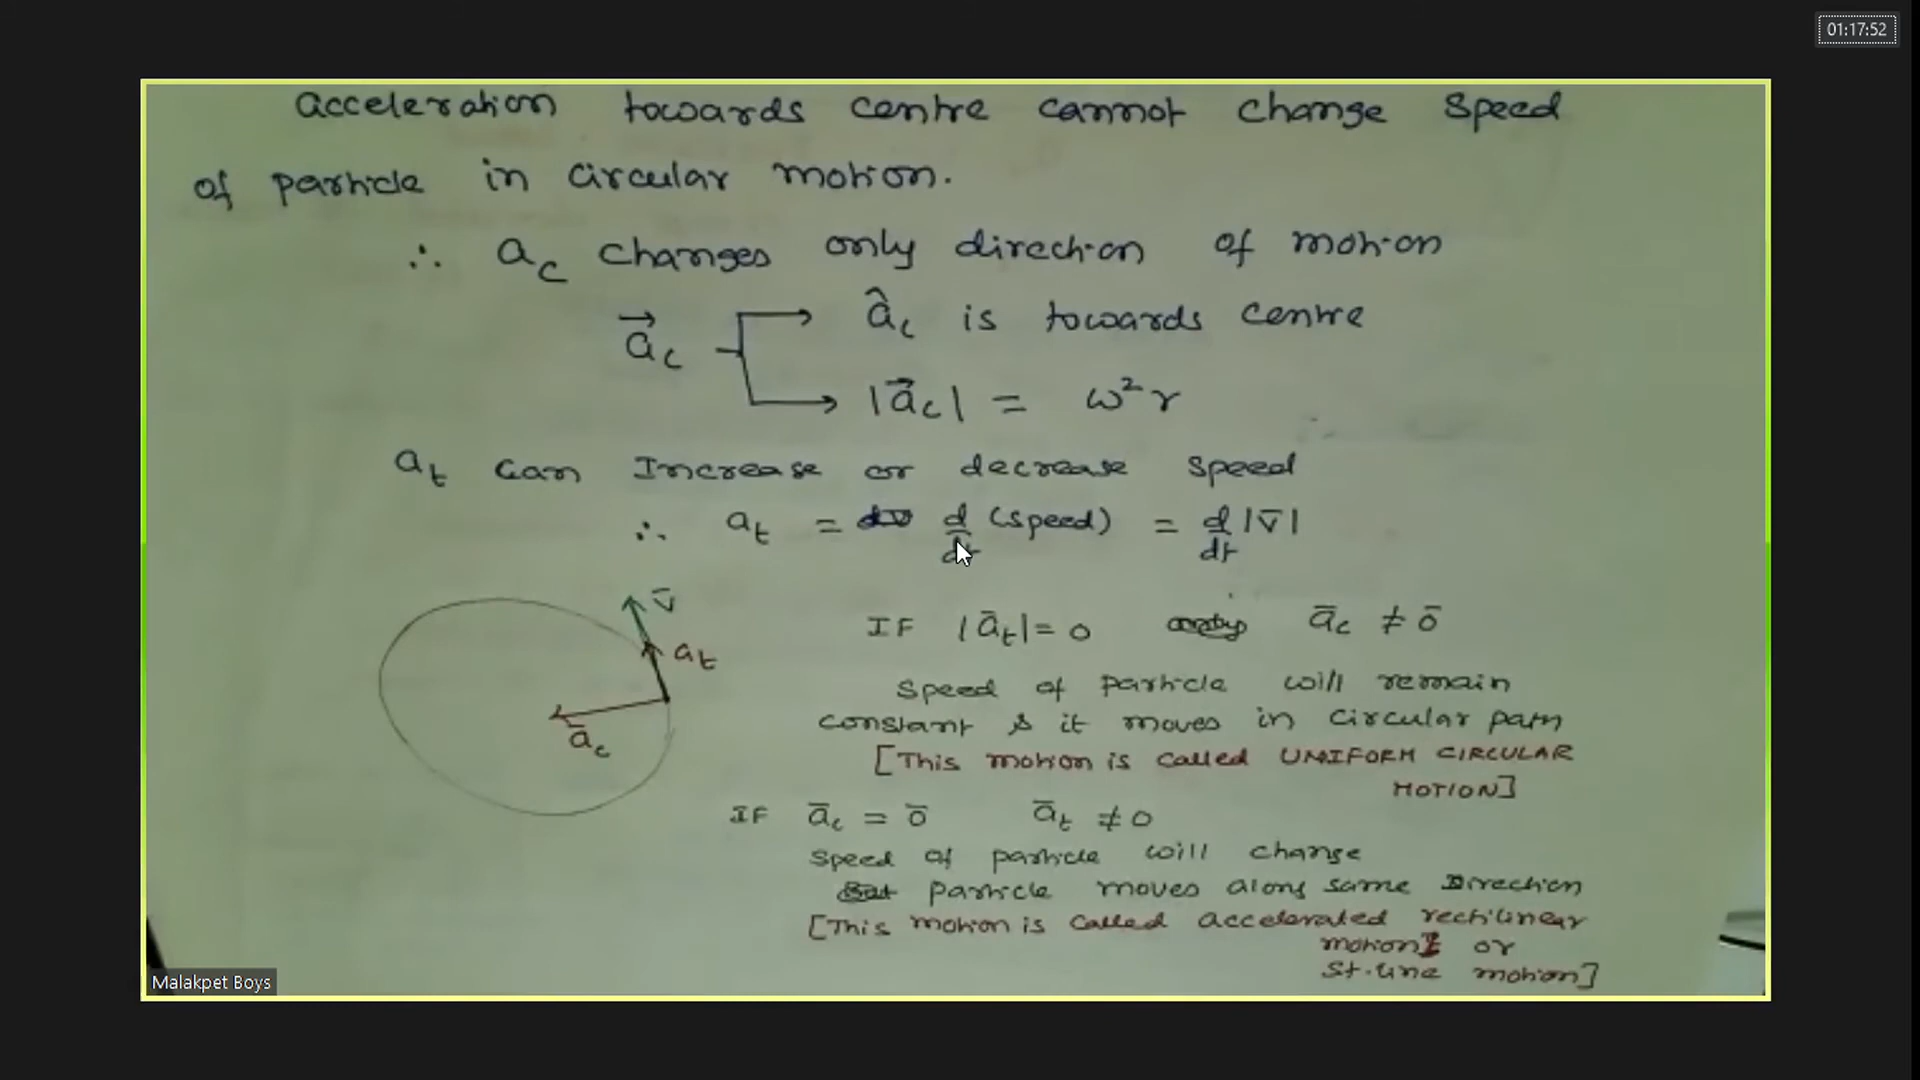 01:17:52
acceleration towards centre cannot change speed
of particle in circular motion.
∴ a_c changes only direction of motion
\vec{a}_c → \hat{a}_c is towards centre
→ |\vec{a}_c| = ω²r
a_t can Increase or decrease speed
∴ a_t = d/dt (speed) = d/dt |v̄|
v̄
a_t
ā_c
IF |ā_t| = 0 ā_c ≠ ō
speed of particle will remain
constant & it moves in circular path
[This motion is called UNIFORM CIRCULAR
MOTION]
IF ā_c = ō ā_t ≠ 0
speed of particle will change
particle moves along same Direction
[This motion is called accelerated rectilinear
motion or
St.line motion]
Malakpet Boys